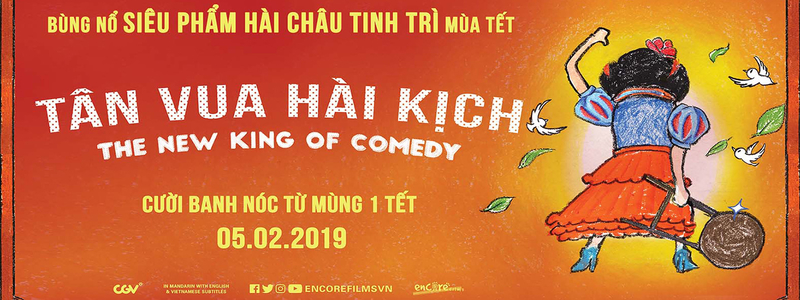 BÙNG NỔ SIÊU PHẨM HÀI CHÂU TINH TRÌ MÙA TẾT
TÂN VUA HÀI KỊCH
THE NEW KING OF COMEDY
CƯỜI BANH NÓC TỪ MÙNG 1 TẾT
05.02.2019
CGV
IN MANDARIN WITH ENGLISH
& VIETNAMESE SUBTITLES
ENCOREFILMSVN
encore